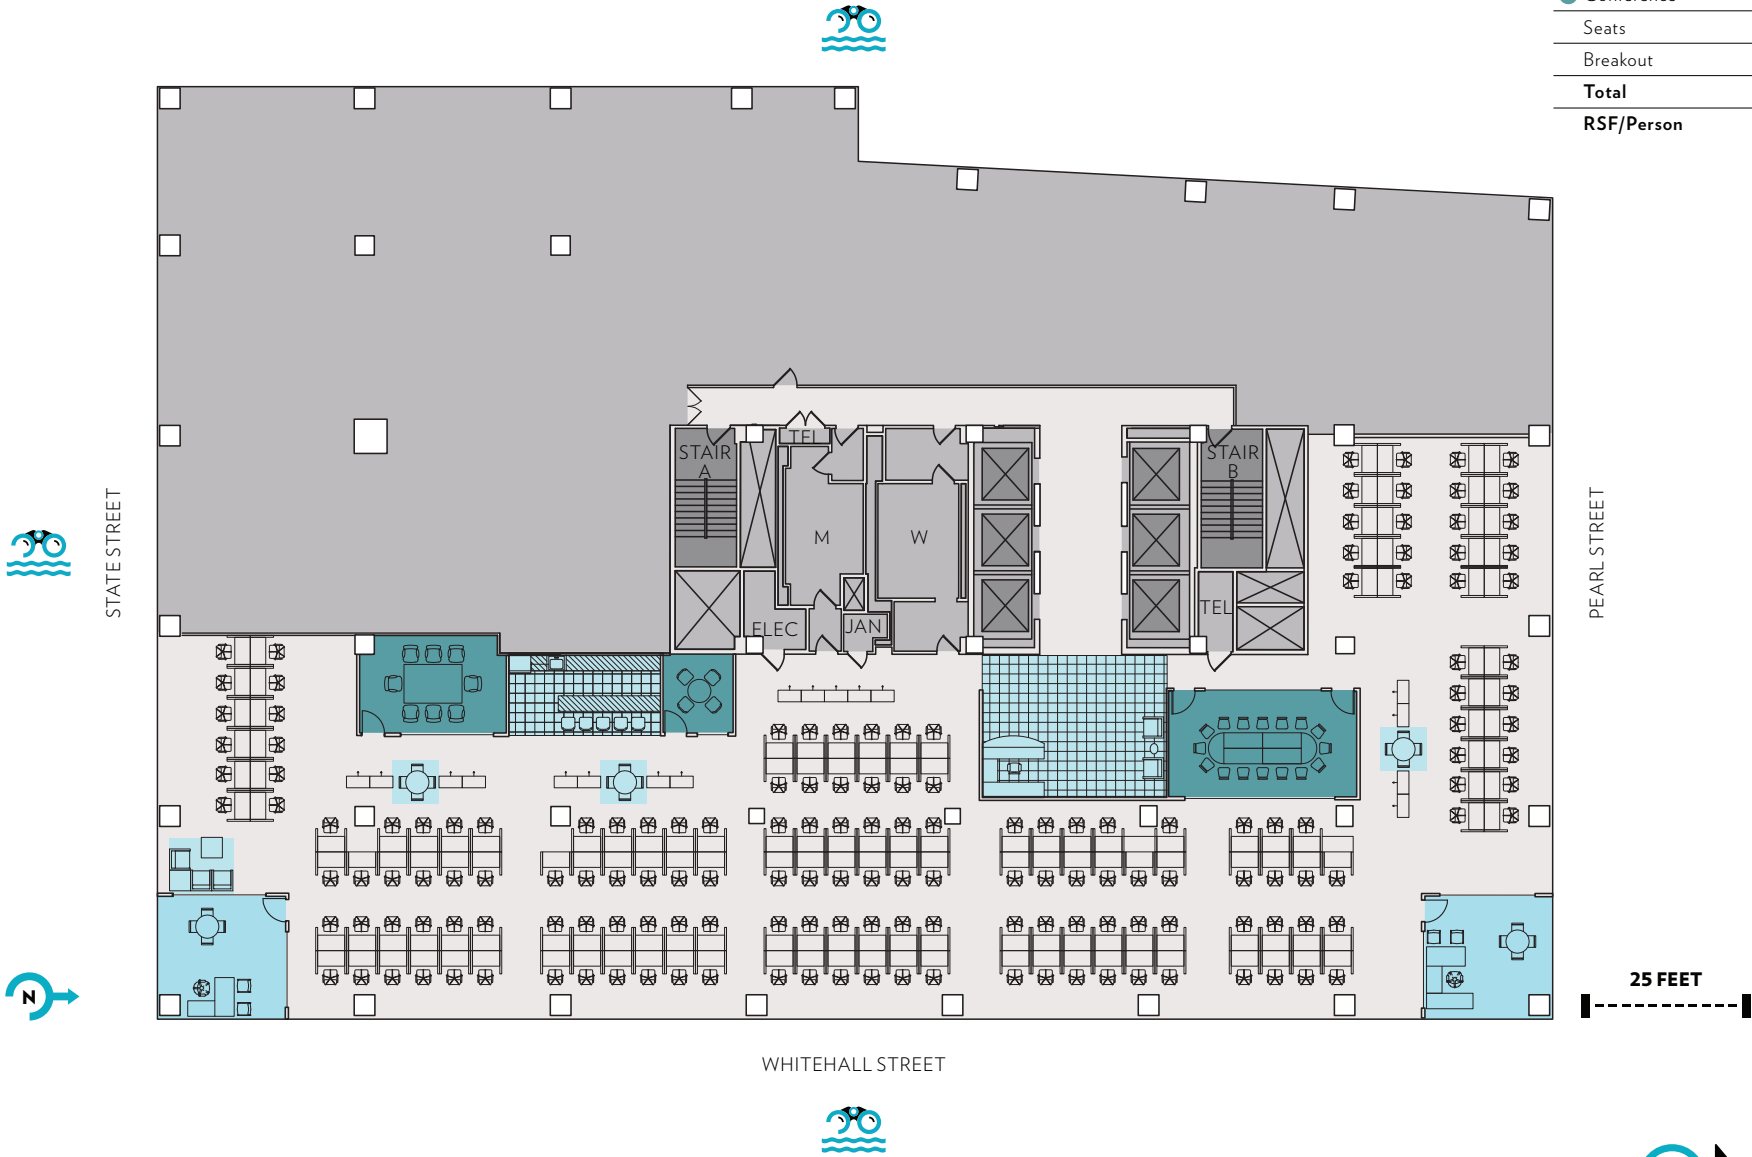 Conference
Seats
Breakout
Total
RSF/Person
TEL
STAIR
A
STAIR
B
M
W
STATE STREET
PEARL STREET
TEL
ELEC
JAN
N
25 FEET
WHITEHALL STREET